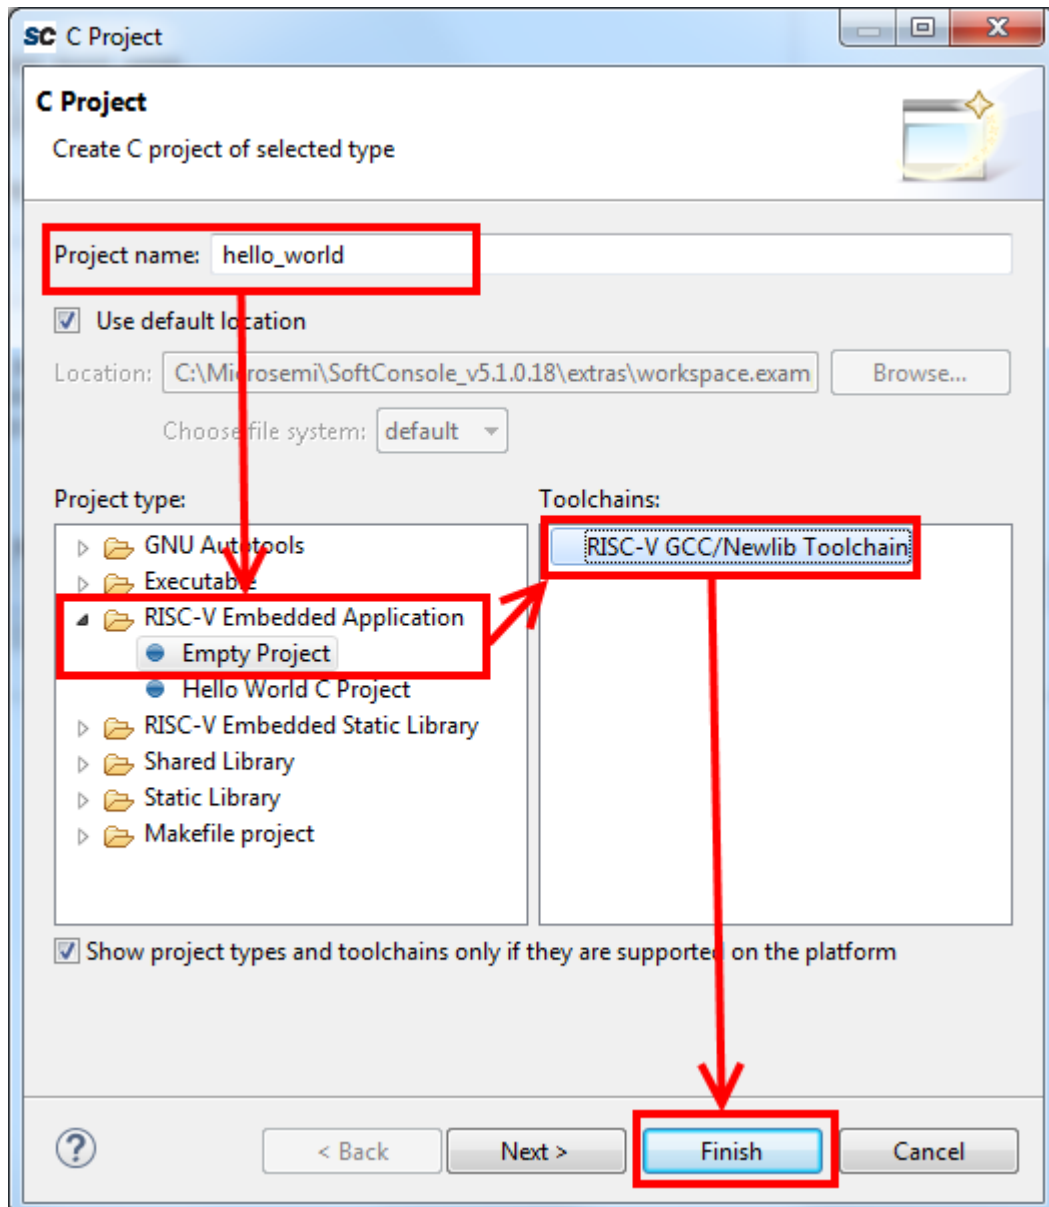 SC C Project
C Project
Create C project of selected type
Project name: hello_world
Use default location
Location: C:\Microsemi\SoftConsole_v5.1.0.18\extras\workspace.exam Browse...
Choose file system: default
Project type: Toolchains:
GNU Autotools RISC-V GCC/Newlib Toolchain
Executable
RISC-V Embedded Application
Empty Project
Hello World C Project
RISC-V Embedded Static Library
Shared Library
Static Library
Makefile project
Show project types and toolchains only if they are supported on the platform
? < Back Next > Finish Cancel